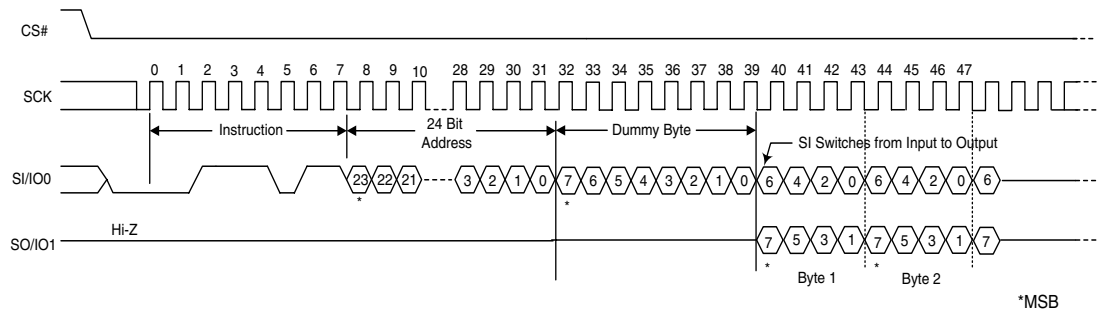 CS#
0 1 2 3 4 5 6 7 8 9 10 28 29 30 31 32 33 34 35 36 37 38 39 40 41 42 43 44 45 46 47
SCK
Instruction
24 Bit
Address
Dummy Byte
SI Switches from Input to Output
SI/IO0
23 22 21 3 2 1 0 7 6 5 4 3 2 1 0 6 4 2 0 6 4 2 0 6
* *
Hi-Z
SO/IO1
7 5 3 1 7 5 3 1 7
* *
Byte 1 Byte 2
*MSB